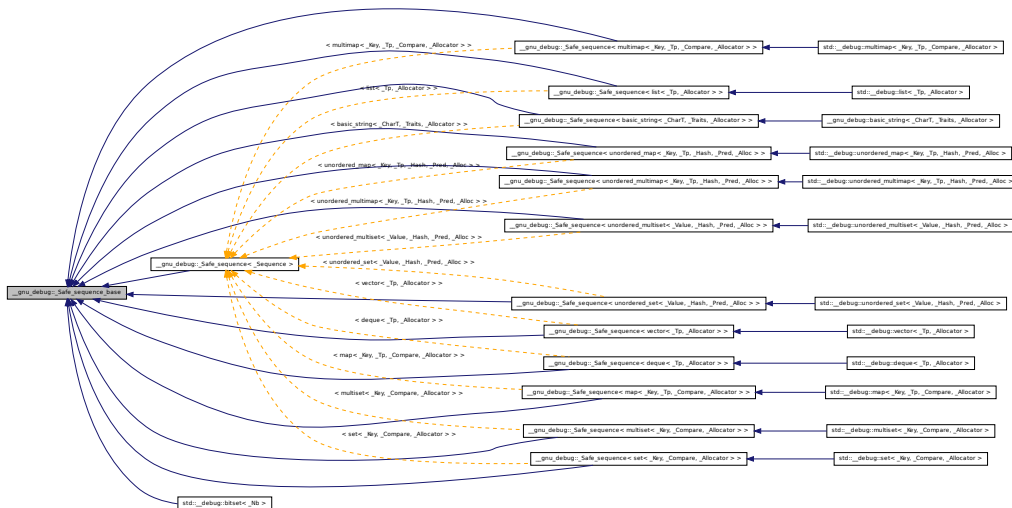 < multimap< _Key, _Tp, _Compare, _Allocator > >
__gnu_debug::_Safe_sequence< multimap< _Key, _Tp, _Compare, _Allocator > >
std::__debug::multimap< _Key, _Tp, _Compare, _Allocator >
< list< _Tp, _Allocator > >
__gnu_debug::_Safe_sequence< list< _Tp, _Allocator > >
std::__debug::list< _Tp, _Allocator >
< basic_string< _CharT, _Traits, _Allocator > >
__gnu_debug::_Safe_sequence< basic_string< _CharT, _Traits, _Allocator > >
__gnu_debug::basic_string< _CharT, _Traits, _Allocator >
__gnu_debug::_Safe_sequence< unordered_map< _Key, _Tp, _Hash, _Pred, _Alloc > >
std::__debug::unordered_map< _Key, _Tp, _Hash, _Pred, _Alloc >
< unordered_map< _Key, _Tp, _Hash, _Pred, _Alloc > >
__gnu_debug::_Safe_sequence< unordered_multimap< _Key, _Tp, _Hash, _Pred, _Alloc > >
std::__debug::unordered_multimap< _Key, _Tp, _Hash, _Pred, _Alloc >
< unordered_multimap< _Key, _Tp, _Hash, _Pred, _Alloc > >
__gnu_debug::_Safe_sequence< unordered_multiset< _Value, _Hash, _Pred, _Alloc > >
std::__debug::unordered_multiset< _Value, _Hash, _Pred, _Alloc >
< unordered_multiset< _Value, _Hash, _Pred, _Alloc > >
__gnu_debug::_Safe_sequence< _Sequence >
< unordered_set< _Value, _Hash, _Pred, _Alloc > >
__gnu_debug::_Safe_sequence_base
< vector< _Tp, _Allocator > >
__gnu_debug::_Safe_sequence< unordered_set< _Value, _Hash, _Pred, _Alloc > >
std::__debug::unordered_set< _Value, _Hash, _Pred, _Alloc >
< deque< _Tp, _Allocator > >
__gnu_debug::_Safe_sequence< vector< _Tp, _Allocator > >
std::__debug::vector< _Tp, _Allocator >
< map< _Key, _Tp, _Compare, _Allocator > >
__gnu_debug::_Safe_sequence< deque< _Tp, _Allocator > >
std::__debug::deque< _Tp, _Allocator >
< multiset< _Key, _Compare, _Allocator > >
__gnu_debug::_Safe_sequence< map< _Key, _Tp, _Compare, _Allocator > >
std::__debug::map< _Key, _Tp, _Compare, _Allocator >
< set< _Key, _Compare, _Allocator > >
__gnu_debug::_Safe_sequence< multiset< _Key, _Compare, _Allocator > >
std::__debug::multiset< _Key, _Compare, _Allocator >
__gnu_debug::_Safe_sequence< set< _Key, _Compare, _Allocator > >
std::__debug::set< _Key, _Compare, _Allocator >
std::__debug::bitset< _Nb >